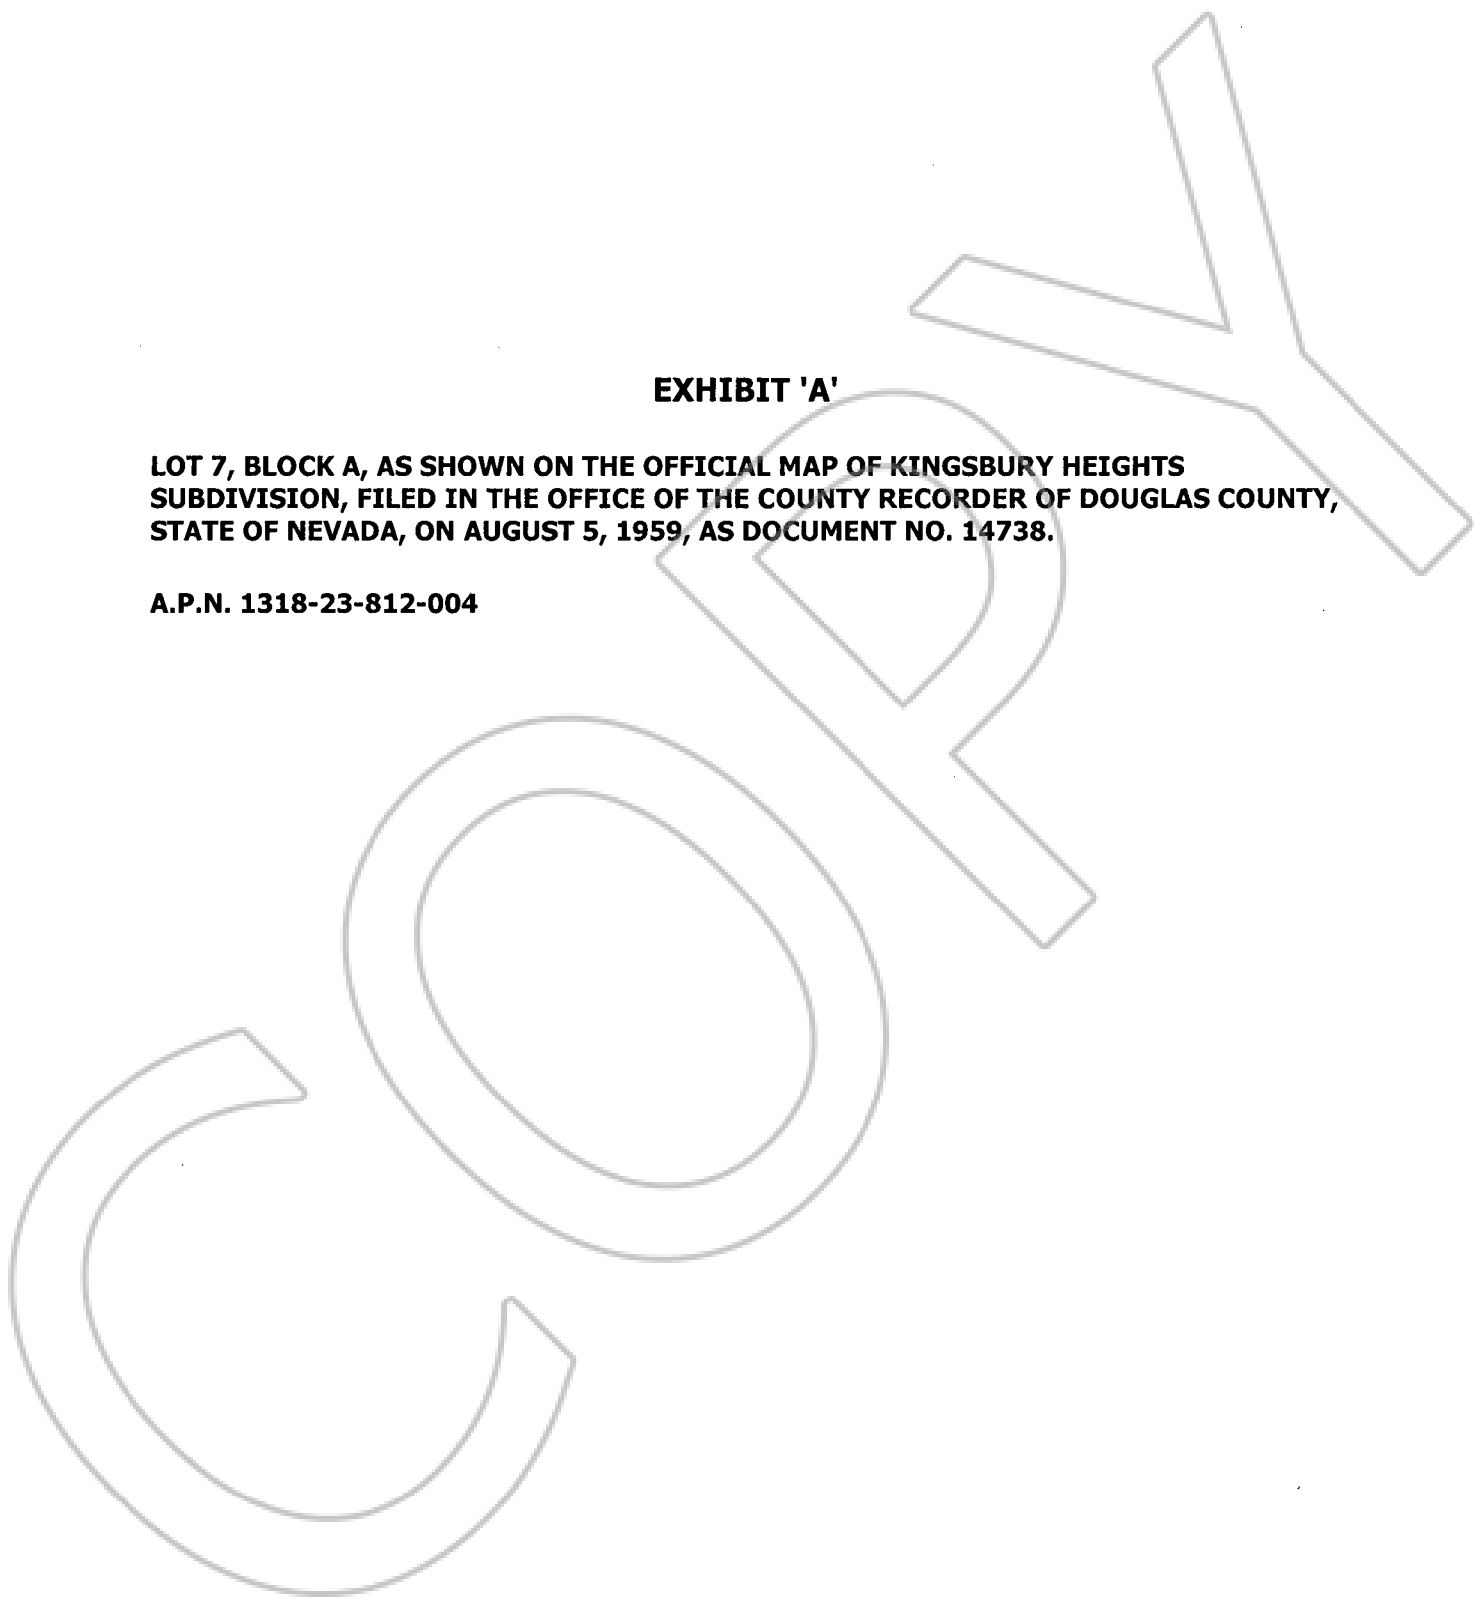 EXHIBIT 'A'
LOT 7, BLOCK A, AS SHOWN ON THE OFFICIAL MAP OF KINGSBURY HEIGHTS
SUBDIVISION, FILED IN THE OFFICE OF THE COUNTY RECORDER OF DOUGLAS COUNTY,
STATE OF NEVADA, ON AUGUST 5, 1959, AS DOCUMENT NO. 14738.
A.P.N. 1318-23-812-004
COPY